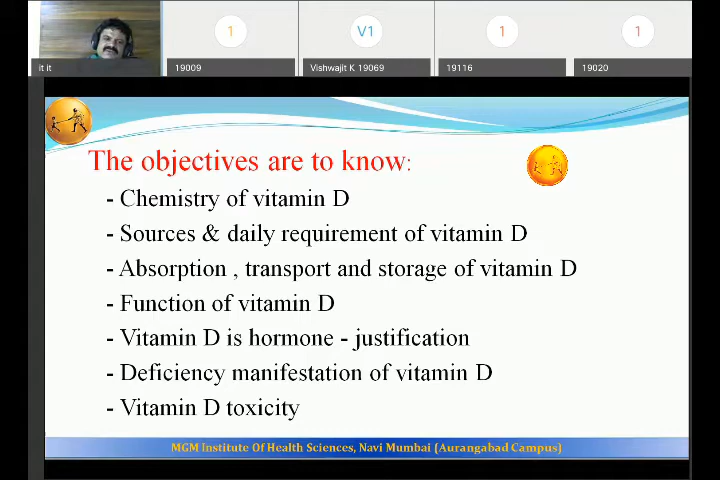 1
V1
1
1
it it
19009
Vishwajit K 19069
19116
19020
The objectives are to know:
- Chemistry of vitamin D
- Sources & daily requirement of vitamin D
- Absorption , transport and storage of vitamin D
- Function of vitamin D
- Vitamin D is hormone - justification
- Deficiency manifestation of vitamin D
- Vitamin D toxicity
MGM Institute Of Health Sciences, Navi Mumbai (Aurangabad Campus)